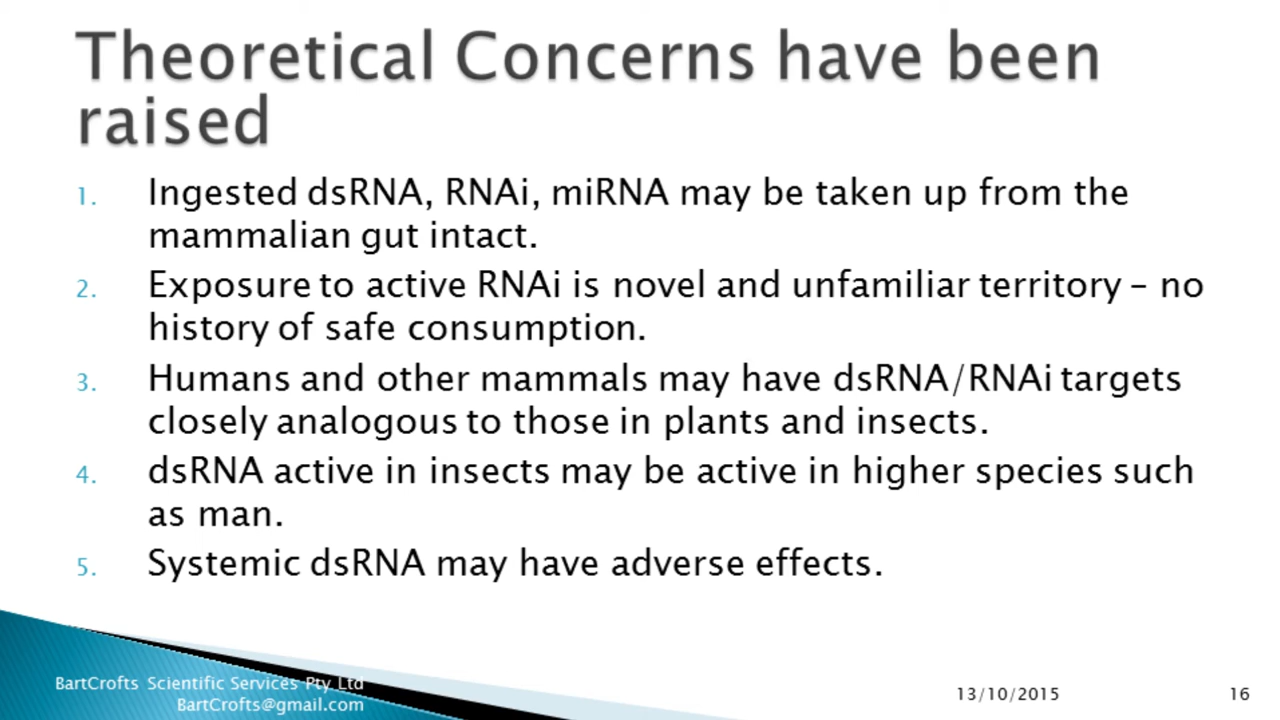 Theoretical Concerns have been
raised
1. Ingested dsRNA, RNAi, miRNA may be taken up from the
mammalian gut intact.
2. Exposure to active RNAi is novel and unfamiliar territory – no
history of safe consumption.
3. Humans and other mammals may have dsRNA/RNAi targets
closely analogous to those in plants and insects.
4. dsRNA active in insects may be active in higher species such
as man.
5. Systemic dsRNA may have adverse effects.
BartCrofts Scientific Services Pty Ltd
BartCrofts@gmail.com
13/10/2015
16